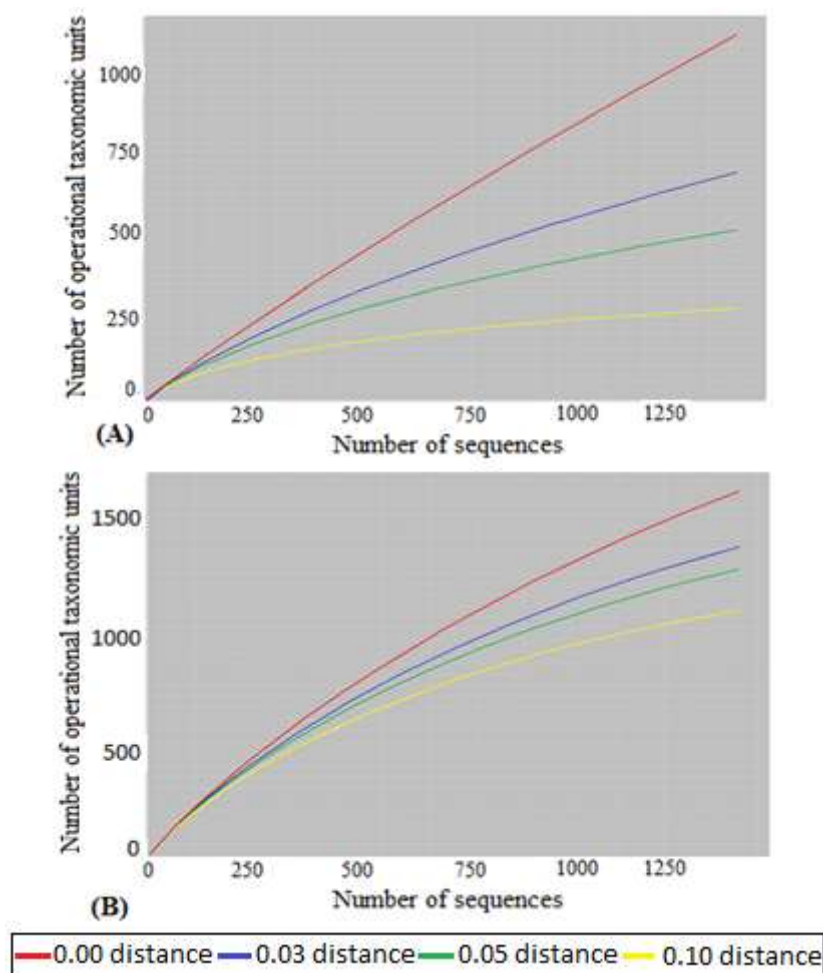 Number of operational taxonomic units
1000
750
500
250
0
0 250 500 750 1000 1250
(A)
Number of sequences
Number of operational taxonomic units
1500
1000
500
0
0 250 500 750 1000 1250
(B)
Number of sequences
0.00 distance 0.03 distance 0.05 distance 0.10 distance